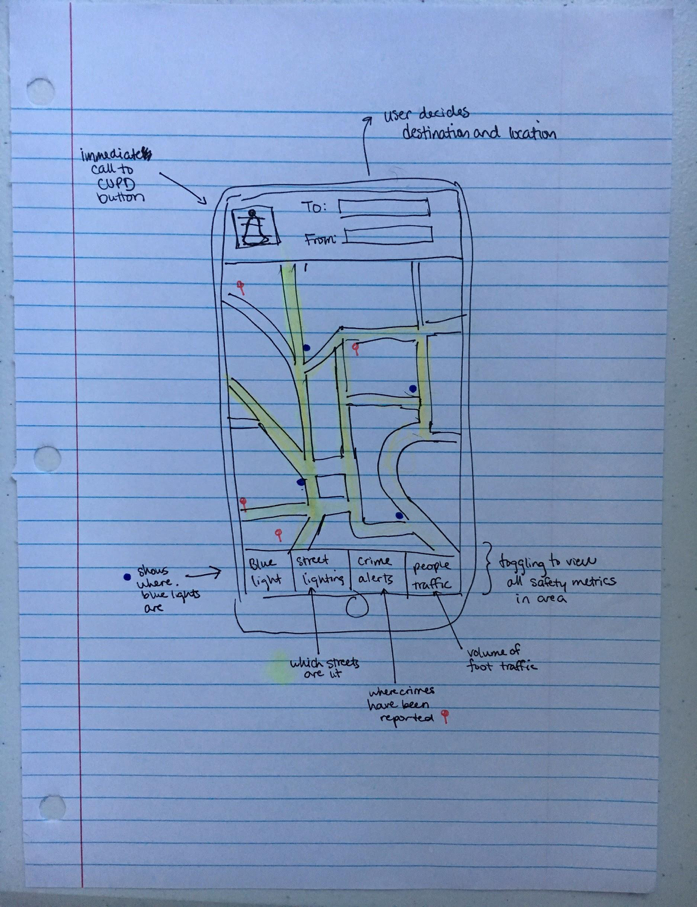 user decides
destination and location
immediate
call to
CUPD
button
To:
From:
Blue
light
street
lighting
crime
alerts
people
traffic
shows
where
blue lights
are
toggling to view
all safety metrics
in area
which streets
are lit
volume of
foot traffic
where crimes
have been
reported